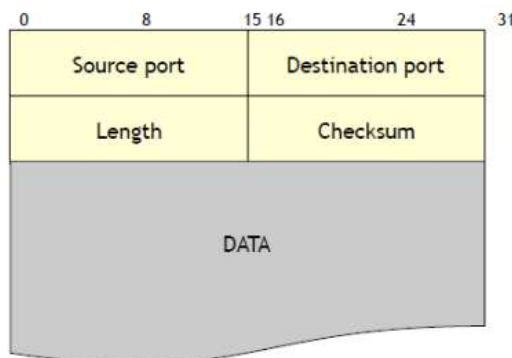 0 8 15 16 24 31
Source port Destination port
Length Checksum
DATA